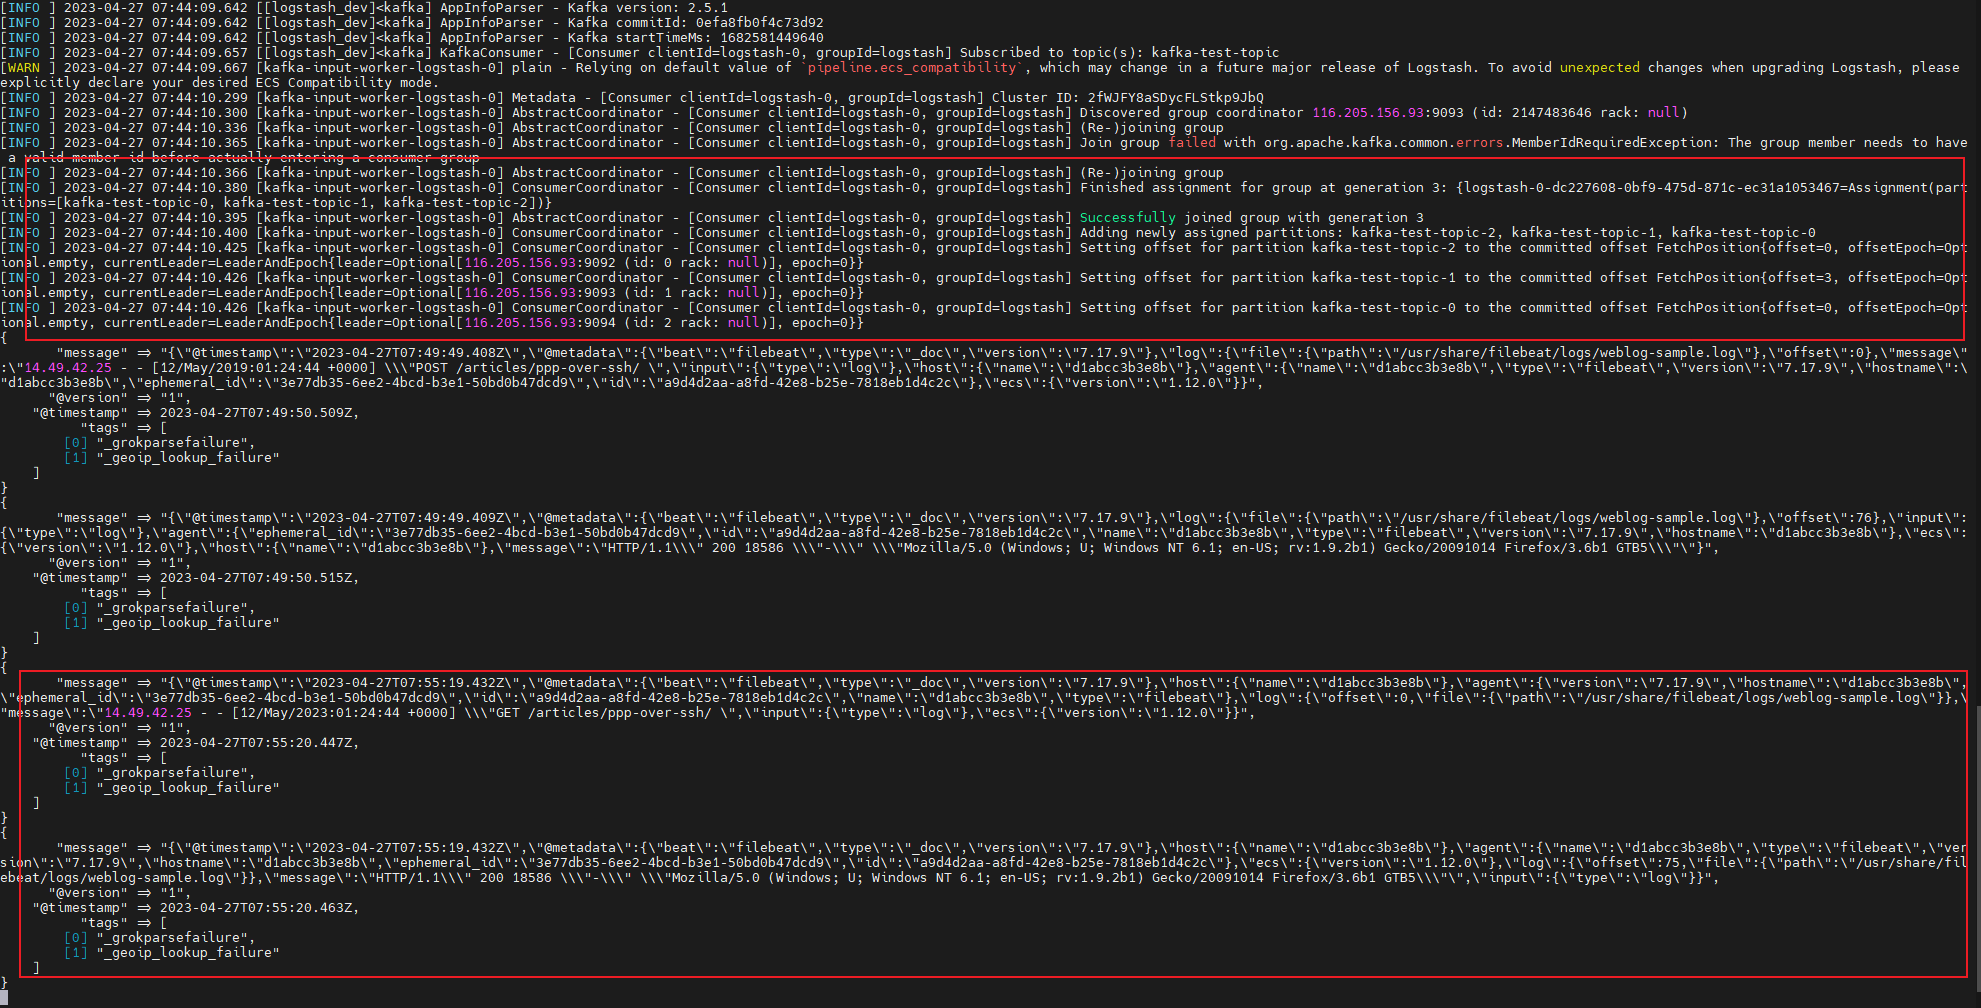 [INFO ] 2023-04-27 07:44:09.642 [[logstash_dev]<kafka] AppInfoParser - Kafka version: 2.5.1
[INFO ] 2023-04-27 07:44:09.642 [[logstash_dev]<kafka] AppInfoParser - Kafka commitId: 0efa8fb0f4c73d92
[INFO ] 2023-04-27 07:44:09.642 [[logstash_dev]<kafka] AppInfoParser - Kafka startTimeMs: 1682581449640
[INFO ] 2023-04-27 07:44:09.657 [[logstash_dev]<kafka] KafkaConsumer - [Consumer clientId=logstash-0, groupId=logstash] Subscribed to topic(s): kafka-test-topic
[WARN ] 2023-04-27 07:44:09.667 [kafka-input-worker-logstash-0] plain - Relying on default value of `pipeline.ecs_compatibility`, which may change in a future major release of Logstash. To avoid unexpected changes when upgrading Logstash, please
explicitly declare your desired ECS Compatibility mode.
[INFO ] 2023-04-27 07:44:10.299 [kafka-input-worker-logstash-0] Metadata - [Consumer clientId=logstash-0, groupId=logstash] Cluster ID: 2fWJFY8aSDycFLStkp9JbQ
[INFO ] 2023-04-27 07:44:10.300 [kafka-input-worker-logstash-0] AbstractCoordinator - [Consumer clientId=logstash-0, groupId=logstash] Discovered group coordinator 116.205.156.93:9093 (id: 2147483646 rack: null)
[INFO ] 2023-04-27 07:44:10.336 [kafka-input-worker-logstash-0] AbstractCoordinator - [Consumer clientId=logstash-0, groupId=logstash] (Re-)joining group
[INFO ] 2023-04-27 07:44:10.365 [kafka-input-worker-logstash-0] AbstractCoordinator - [Consumer clientId=logstash-0, groupId=logstash] Join group failed with org.apache.kafka.common.errors.MemberIdRequiredException: The group member needs to have
 a valid member id before actually entering a consumer group
[INFO ] 2023-04-27 07:44:10.366 [kafka-input-worker-logstash-0] AbstractCoordinator - [Consumer clientId=logstash-0, groupId=logstash] (Re-)joining group
[INFO ] 2023-04-27 07:44:10.380 [kafka-input-worker-logstash-0] ConsumerCoordinator - [Consumer clientId=logstash-0, groupId=logstash] Finished assignment for group at generation 3: {logstash-0-dc227608-0bf9-475d-871c-ec31a1053467=Assignment(part
itions=[kafka-test-topic-0, kafka-test-topic-1, kafka-test-topic-2])}
[INFO ] 2023-04-27 07:44:10.395 [kafka-input-worker-logstash-0] AbstractCoordinator - [Consumer clientId=logstash-0, groupId=logstash] Successfully joined group with generation 3
[INFO ] 2023-04-27 07:44:10.400 [kafka-input-worker-logstash-0] ConsumerCoordinator - [Consumer clientId=logstash-0, groupId=logstash] Adding newly assigned partitions: kafka-test-topic-2, kafka-test-topic-1, kafka-test-topic-0
[INFO ] 2023-04-27 07:44:10.425 [kafka-input-worker-logstash-0] ConsumerCoordinator - [Consumer clientId=logstash-0, groupId=logstash] Setting offset for partition kafka-test-topic-2 to the committed offset FetchPosition{offset=0, offsetEpoch=Opt
ional.empty, currentLeader=LeaderAndEpoch{leader=Optional[116.205.156.93:9092 (id: 0 rack: null)], epoch=0}}
[INFO ] 2023-04-27 07:44:10.426 [kafka-input-worker-logstash-0] ConsumerCoordinator - [Consumer clientId=logstash-0, groupId=logstash] Setting offset for partition kafka-test-topic-1 to the committed offset FetchPosition{offset=3, offsetEpoch=Opt
ional.empty, currentLeader=LeaderAndEpoch{leader=Optional[116.205.156.93:9093 (id: 1 rack: null)], epoch=0}}
[INFO ] 2023-04-27 07:44:10.426 [kafka-input-worker-logstash-0] ConsumerCoordinator - [Consumer clientId=logstash-0, groupId=logstash] Setting offset for partition kafka-test-topic-0 to the committed offset FetchPosition{offset=0, offsetEpoch=Opt
ional.empty, currentLeader=LeaderAndEpoch{leader=Optional[116.205.156.93:9094 (id: 2 rack: null)], epoch=0}}
{
"message" => "{\"@timestamp\":\"2023-04-27T07:49:49.408Z\",\"@metadata\":{\"beat\":\"filebeat\",\"type\":\"_doc\",\"version\":\"7.17.9\"},\"log\":{\"file\":{\"path\":\"/usr/share/filebeat/logs/weblog-sample.log\"},\"offset\":0},\"message\"
:\"14.49.42.25 - - [12/May/2019:01:24:44 +0000] \\\"POST /articles/ppp-over-ssh/ \",\"input\":{\"type\":\"log\"},\"host\":{\"name\":\"d1abcc3b3e8b\"},\"agent\":{\"name\":\"d1abcc3b3e8b\",\"type\":\"filebeat\",\"version\":\"7.17.9\",\"hostname\":\
"d1abcc3b3e8b\",\"ephemeral_id\":\"3e77db35-6ee2-4bcd-b3e1-50bd0b47dcd9\",\"id\":\"a9d4d2aa-a8fd-42e8-b25e-7818eb1d4c2c\"},\"ecs\":{\"version\":\"1.12.0\"}}",
"@version" => "1",
"@timestamp" => 2023-04-27T07:49:50.509Z,
"tags" => [
[0] "_grokparsefailure",
[1] "_geoip_lookup_failure"
]
}
{
"message" => "{\"@timestamp\":\"2023-04-27T07:49:49.409Z\",\"@metadata\":{\"beat\":\"filebeat\",\"type\":\"_doc\",\"version\":\"7.17.9\"},\"log\":{\"file\":{\"path\":\"/usr/share/filebeat/logs/weblog-sample.log\"},\"offset\":76},\"input\":
{\"type\":\"log\"},\"agent\":{\"ephemeral_id\":\"3e77db35-6ee2-4bcd-b3e1-50bd0b47dcd9\",\"id\":\"a9d4d2aa-a8fd-42e8-b25e-7818eb1d4c2c\",\"name\":\"d1abcc3b3e8b\",\"type\":\"filebeat\",\"version\":\"7.17.9\",\"hostname\":\"d1abcc3b3e8b\"},\"ecs\":
{\"version\":\"1.12.0\"},\"host\":{\"name\":\"d1abcc3b3e8b\"},\"message\":\"HTTP/1.1\\\" 200 18586 \\\"-\\\" \\\"Mozilla/5.0 (Windows; U; Windows NT 6.1; en-US; rv:1.9.2b1) Gecko/20091014 Firefox/3.6b1 GTB5\\\"\"}",
"@version" => "1",
"@timestamp" => 2023-04-27T07:49:50.515Z,
"tags" => [
[0] "_grokparsefailure",
[1] "_geoip_lookup_failure"
]
}
{
"message" => "{\"@timestamp\":\"2023-04-27T07:55:19.432Z\",\"@metadata\":{\"beat\":\"filebeat\",\"type\":\"_doc\",\"version\":\"7.17.9\"},\"host\":{\"name\":\"d1abcc3b3e8b\"},\"agent\":{\"version\":\"7.17.9\",\"hostname\":\"d1abcc3b3e8b\",
\"ephemeral_id\":\"3e77db35-6ee2-4bcd-b3e1-50bd0b47dcd9\",\"id\":\"a9d4d2aa-a8fd-42e8-b25e-7818eb1d4c2c\",\"name\":\"d1abcc3b3e8b\",\"type\":\"filebeat\"},\"log\":{\"offset\":0,\"file\":{\"path\":\"/usr/share/filebeat/logs/weblog-sample.log\"}},\
"message\":\"14.49.42.25 - - [12/May/2023:01:24:44 +0000] \\\"GET /articles/ppp-over-ssh/ \",\"input\":{\"type\":\"log\"},\"ecs\":{\"version\":\"1.12.0\"}}",
"@version" => "1",
"@timestamp" => 2023-04-27T07:55:20.447Z,
"tags" => [
[0] "_grokparsefailure",
[1] "_geoip_lookup_failure"
]
}
{
"message" => "{\"@timestamp\":\"2023-04-27T07:55:19.432Z\",\"@metadata\":{\"beat\":\"filebeat\",\"type\":\"_doc\",\"version\":\"7.17.9\"},\"host\":{\"name\":\"d1abcc3b3e8b\"},\"agent\":{\"name\":\"d1abcc3b3e8b\",\"type\":\"filebeat\",\"ver
sion\":\"7.17.9\",\"hostname\":\"d1abcc3b3e8b\",\"ephemeral_id\":\"3e77db35-6ee2-4bcd-b3e1-50bd0b47dcd9\",\"id\":\"a9d4d2aa-a8fd-42e8-b25e-7818eb1d4c2c\"},\"ecs\":{\"version\":\"1.12.0\"},\"log\":{\"offset\":75,\"file\":{\"path\":\"/usr/share/fil
ebeat/logs/weblog-sample.log\"}},\"message\":\"HTTP/1.1\\\" 200 18586 \\\"-\\\" \\\"Mozilla/5.0 (Windows; U; Windows NT 6.1; en-US; rv:1.9.2b1) Gecko/20091014 Firefox/3.6b1 GTB5\\\"\",\"input\":{\"type\":\"log\"}}",
"@version" => "1",
"@timestamp" => 2023-04-27T07:55:20.463Z,
"tags" => [
[0] "_grokparsefailure",
[1] "_geoip_lookup_failure"
]
}